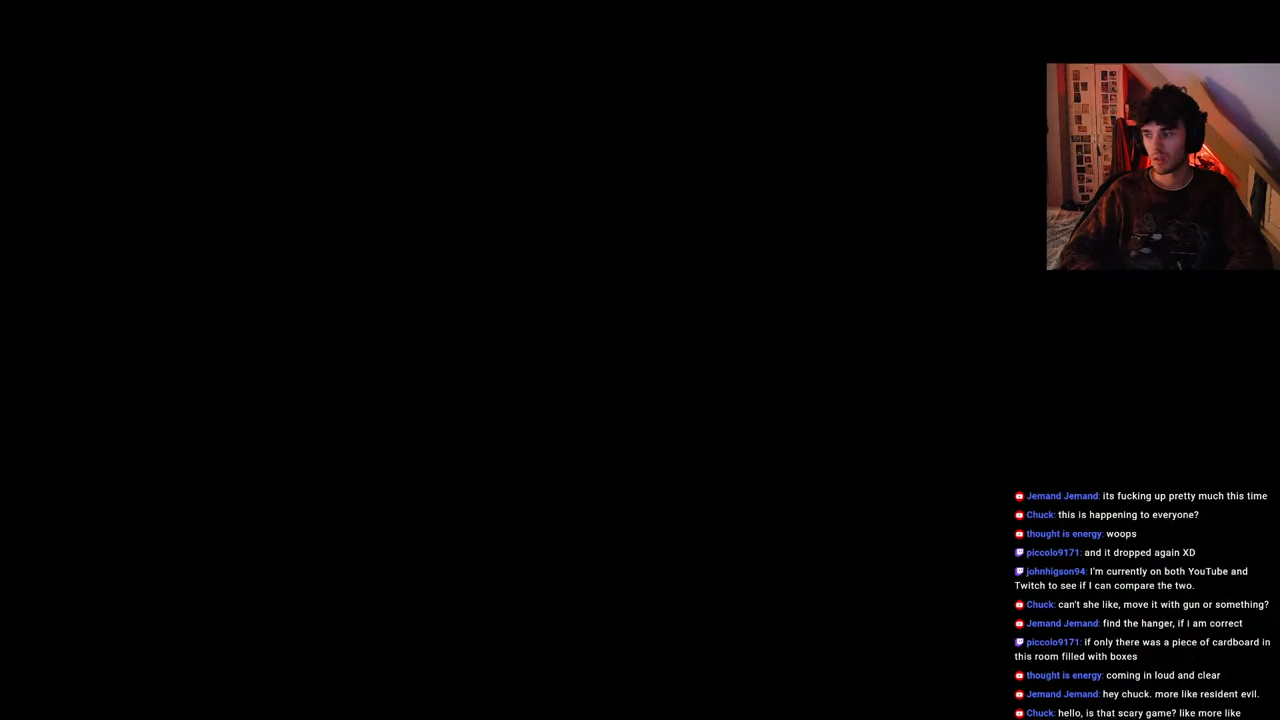 Jemand Jemand: its fucking up pretty much this time
Chuck: this is happening to everyone?
thought is energy: woops
piccolo9171: and it dropped again XD
johnhigson94: I'm currently on both YouTube and
Twitch to see if I can compare the two.
Chuck: can't she like, move it with gun or something?
Jemand Jemand: find the hanger, if i am correct
piccolo9171: if only there was a piece of cardboard in
this room filled with boxes
thought is energy: coming in loud and clear
Jemand Jemand: hey chuck. more like resident evil.
Chuck: hello, is that scary game? like more like